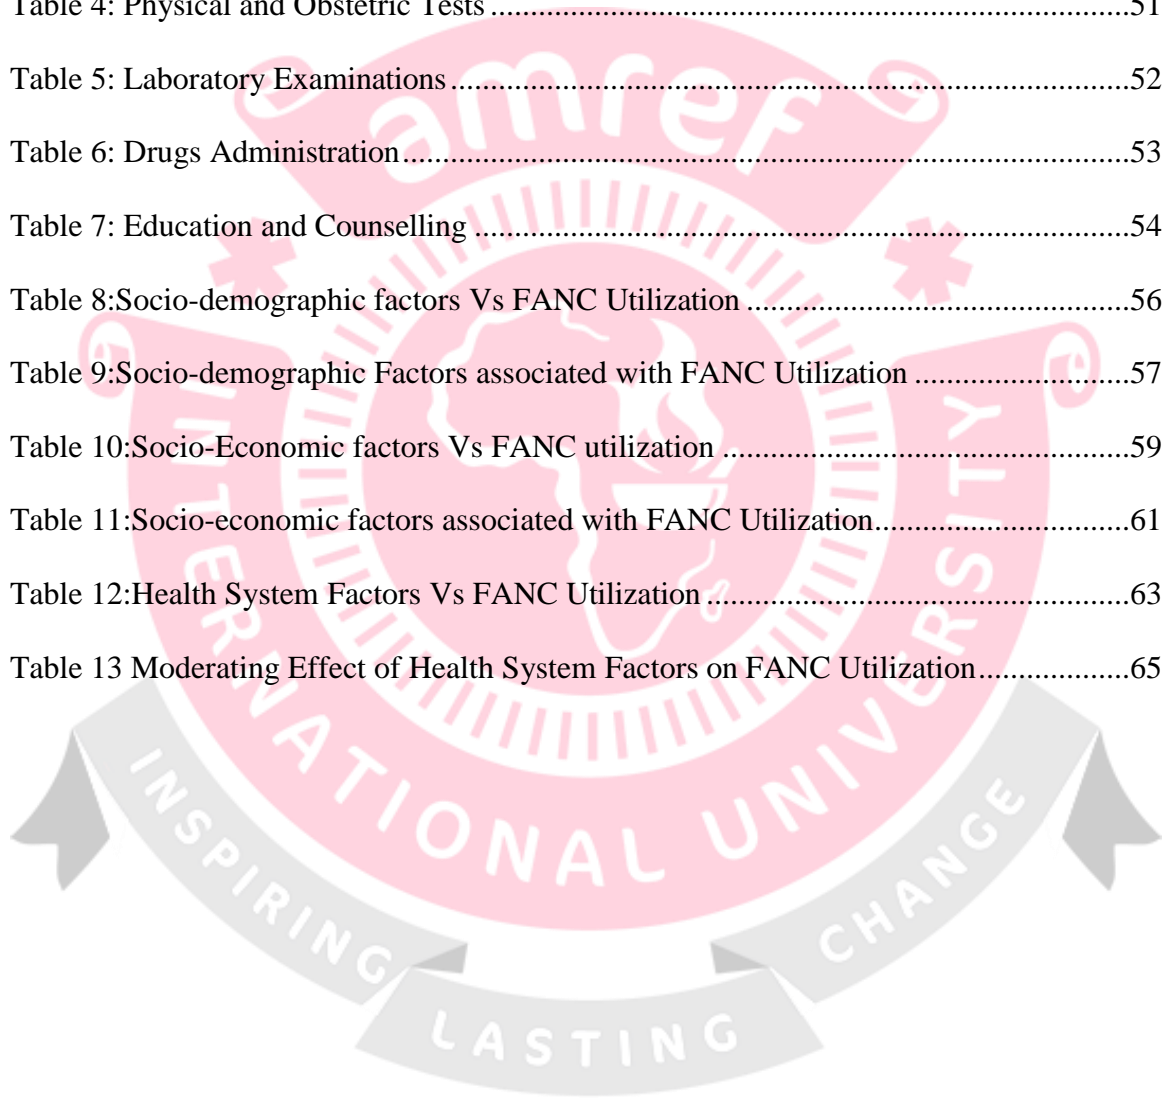 Table 4: Physical and Obstetric Tests ................................................................................51
Table 5: Laboratory Examinations.....................................................................................52
Table 6: Drugs Administration...........................................................................................53
Table 7: Education and Counselling ..................................................................................54
Table 8:Socio-demographic factors Vs FANC Utilization ................................................56
Table 9:Socio-demographic Factors associated with FANC Utilization ...........................57
Table 10:Socio-Economic factors Vs FANC utilization ...................................................59
Table 11:Socio-economic factors associated with FANC Utilization................................61
Table 12:Health System Factors Vs FANC Utilization .....................................................63
Table 13 Moderating Effect of Health System Factors on FANC Utilization...................65
amref
INTERNATIONAL UNIVERSITY
INSPIRING LASTING CHANGE